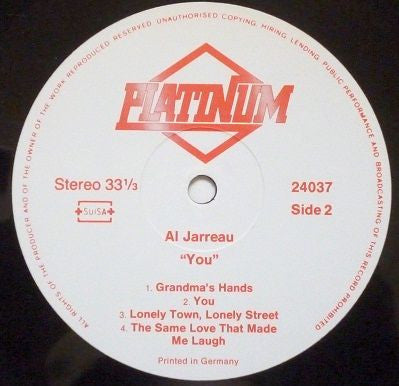 ALL RIGHTS OF THE PRODUCER AND OF THE OWNER OF THE WORK REPRODUCED RESERVED UNAUTHORISED COPYING, HIRING, LENDING, PUBLIC PERFORMANCE AND BROADCASTING OF THIS RECORD PROHIBITED
PLATINUM
Stereo 33 1/3
24037
SUISA
Side 2
Al Jarreau
“You”
1. Grandma's Hands
2. You
3. Lonely Town, Lonely Street
4. The Same Love That Made
Me Laugh
Printed in Germany